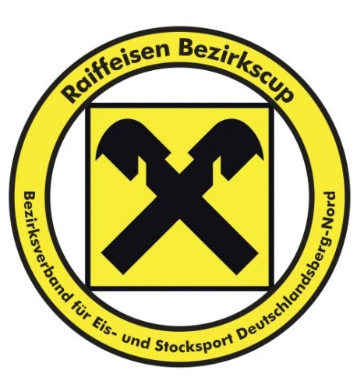 Raiffeisen Bezirkscup
Bezirksverband für Eis- und Stocksport Deutschlandsberg-Nord